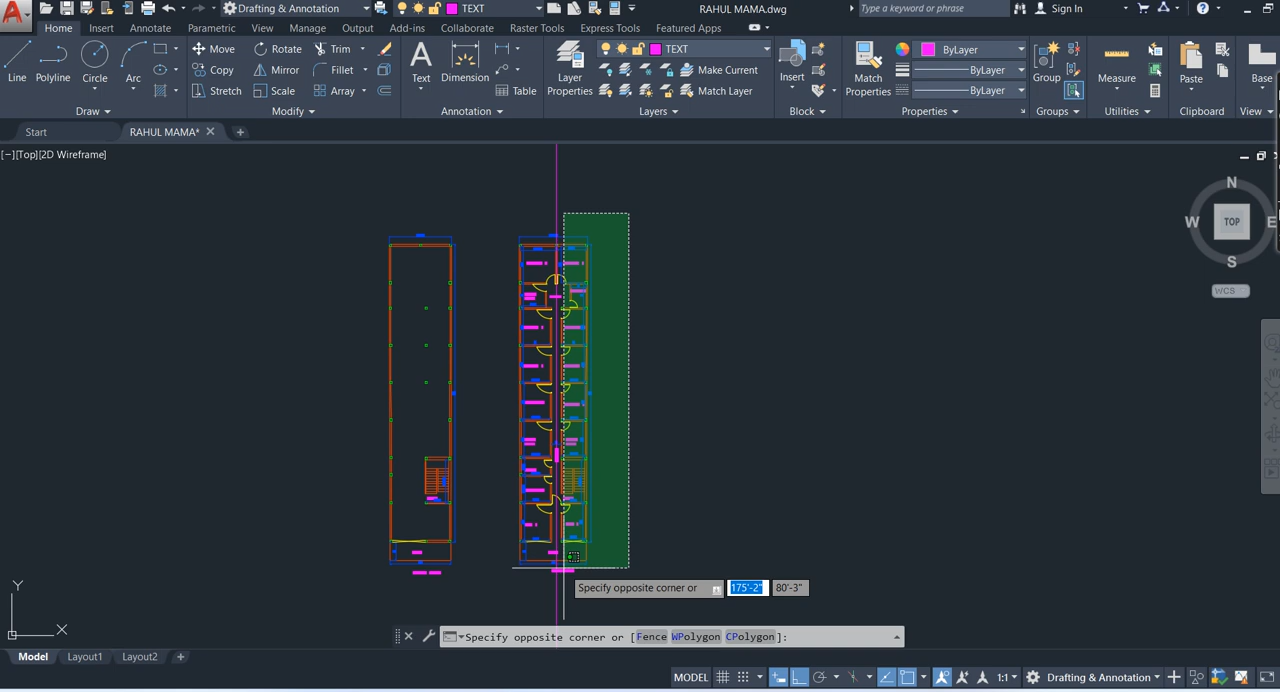 Drafting & Annotation
TEXT
RAHUL MAMA.dwg
Type a keyword or phrase
Sign In
Home Insert Annotate Parametric View Manage Output Add-ins Collaborate Raster Tools Express Tools Featured Apps
Line
Polyline
Circle
Arc
Move Rotate Trim
Copy Mirror Fillet
Stretch Scale Array
Text
Dimension
Table
Layer
Properties
TEXT
Make Current
Match Layer
Insert
Match
Properties
ByLayer
ByLayer
ByLayer
Group
Measure
Paste
Base
Draw Modify Annotation Layers Block Properties Groups Utilities Clipboard View
Start RAHUL MAMA*
[−][Top][2D Wireframe]
N
W TOP E
S
WCS
Specify opposite corner or 175'-2" 80'-3"
Y
X
Specify opposite corner or [Fence WPolygon CPolygon]:
Model Layout1 Layout2
MODEL 1:1 Drafting & Annotation